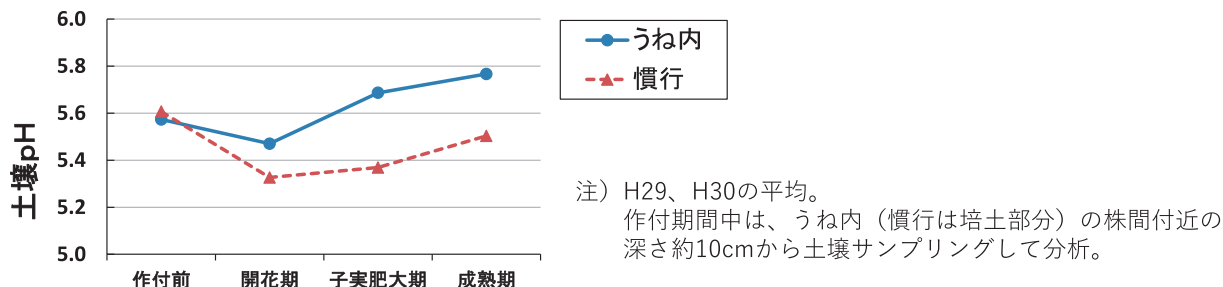 6.0
5.8
5.6
5.4
5.2
5.0
土壌pH
作付前 開花期 子実肥大期 成熟期
うね内
慣行
注）H29、H30の平均。
作付期間中は、うね内（慣行は培土部分）の株間付近の
深さ約10cmから土壌サンプリングして分析。